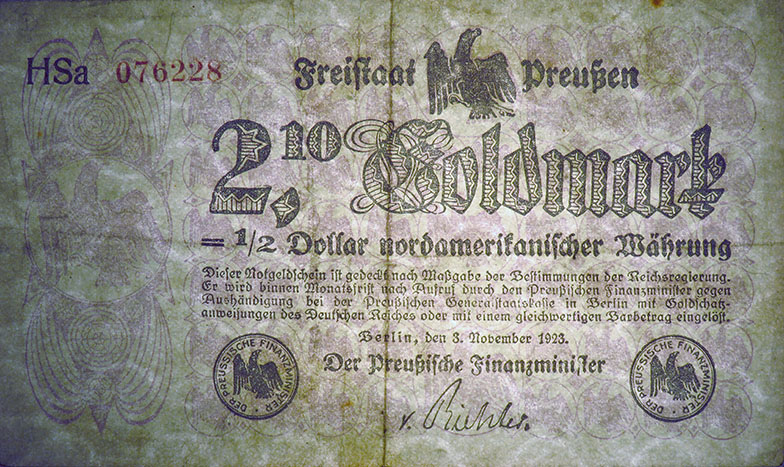 HSa 076228 Freistaat Preußen
2,10 Goldmark
= 1/2 Dollar nordamerikanischer Währung
Dieser Notgeldschein ist gedeckt nach Maßgabe der Bestimmungen der Reichsregierung.
Er wird binnen Monatsfrist nach Aufruf durch den Preußischen Finanzminister gegen
Aushändigung bei der Preußischen Generalstaatskasse in Berlin mit Goldschatz-
anweisungen des Deutschen Reiches oder mit einem gleichwertigen Barbetrag eingelöst.
Berlin, den 3. November 1923.
Der Preußische Finanzminister
DER PREUSSISCHE FINANZMINISTER
v. Richter.
DER PREUSSISCHE FINANZMINISTER